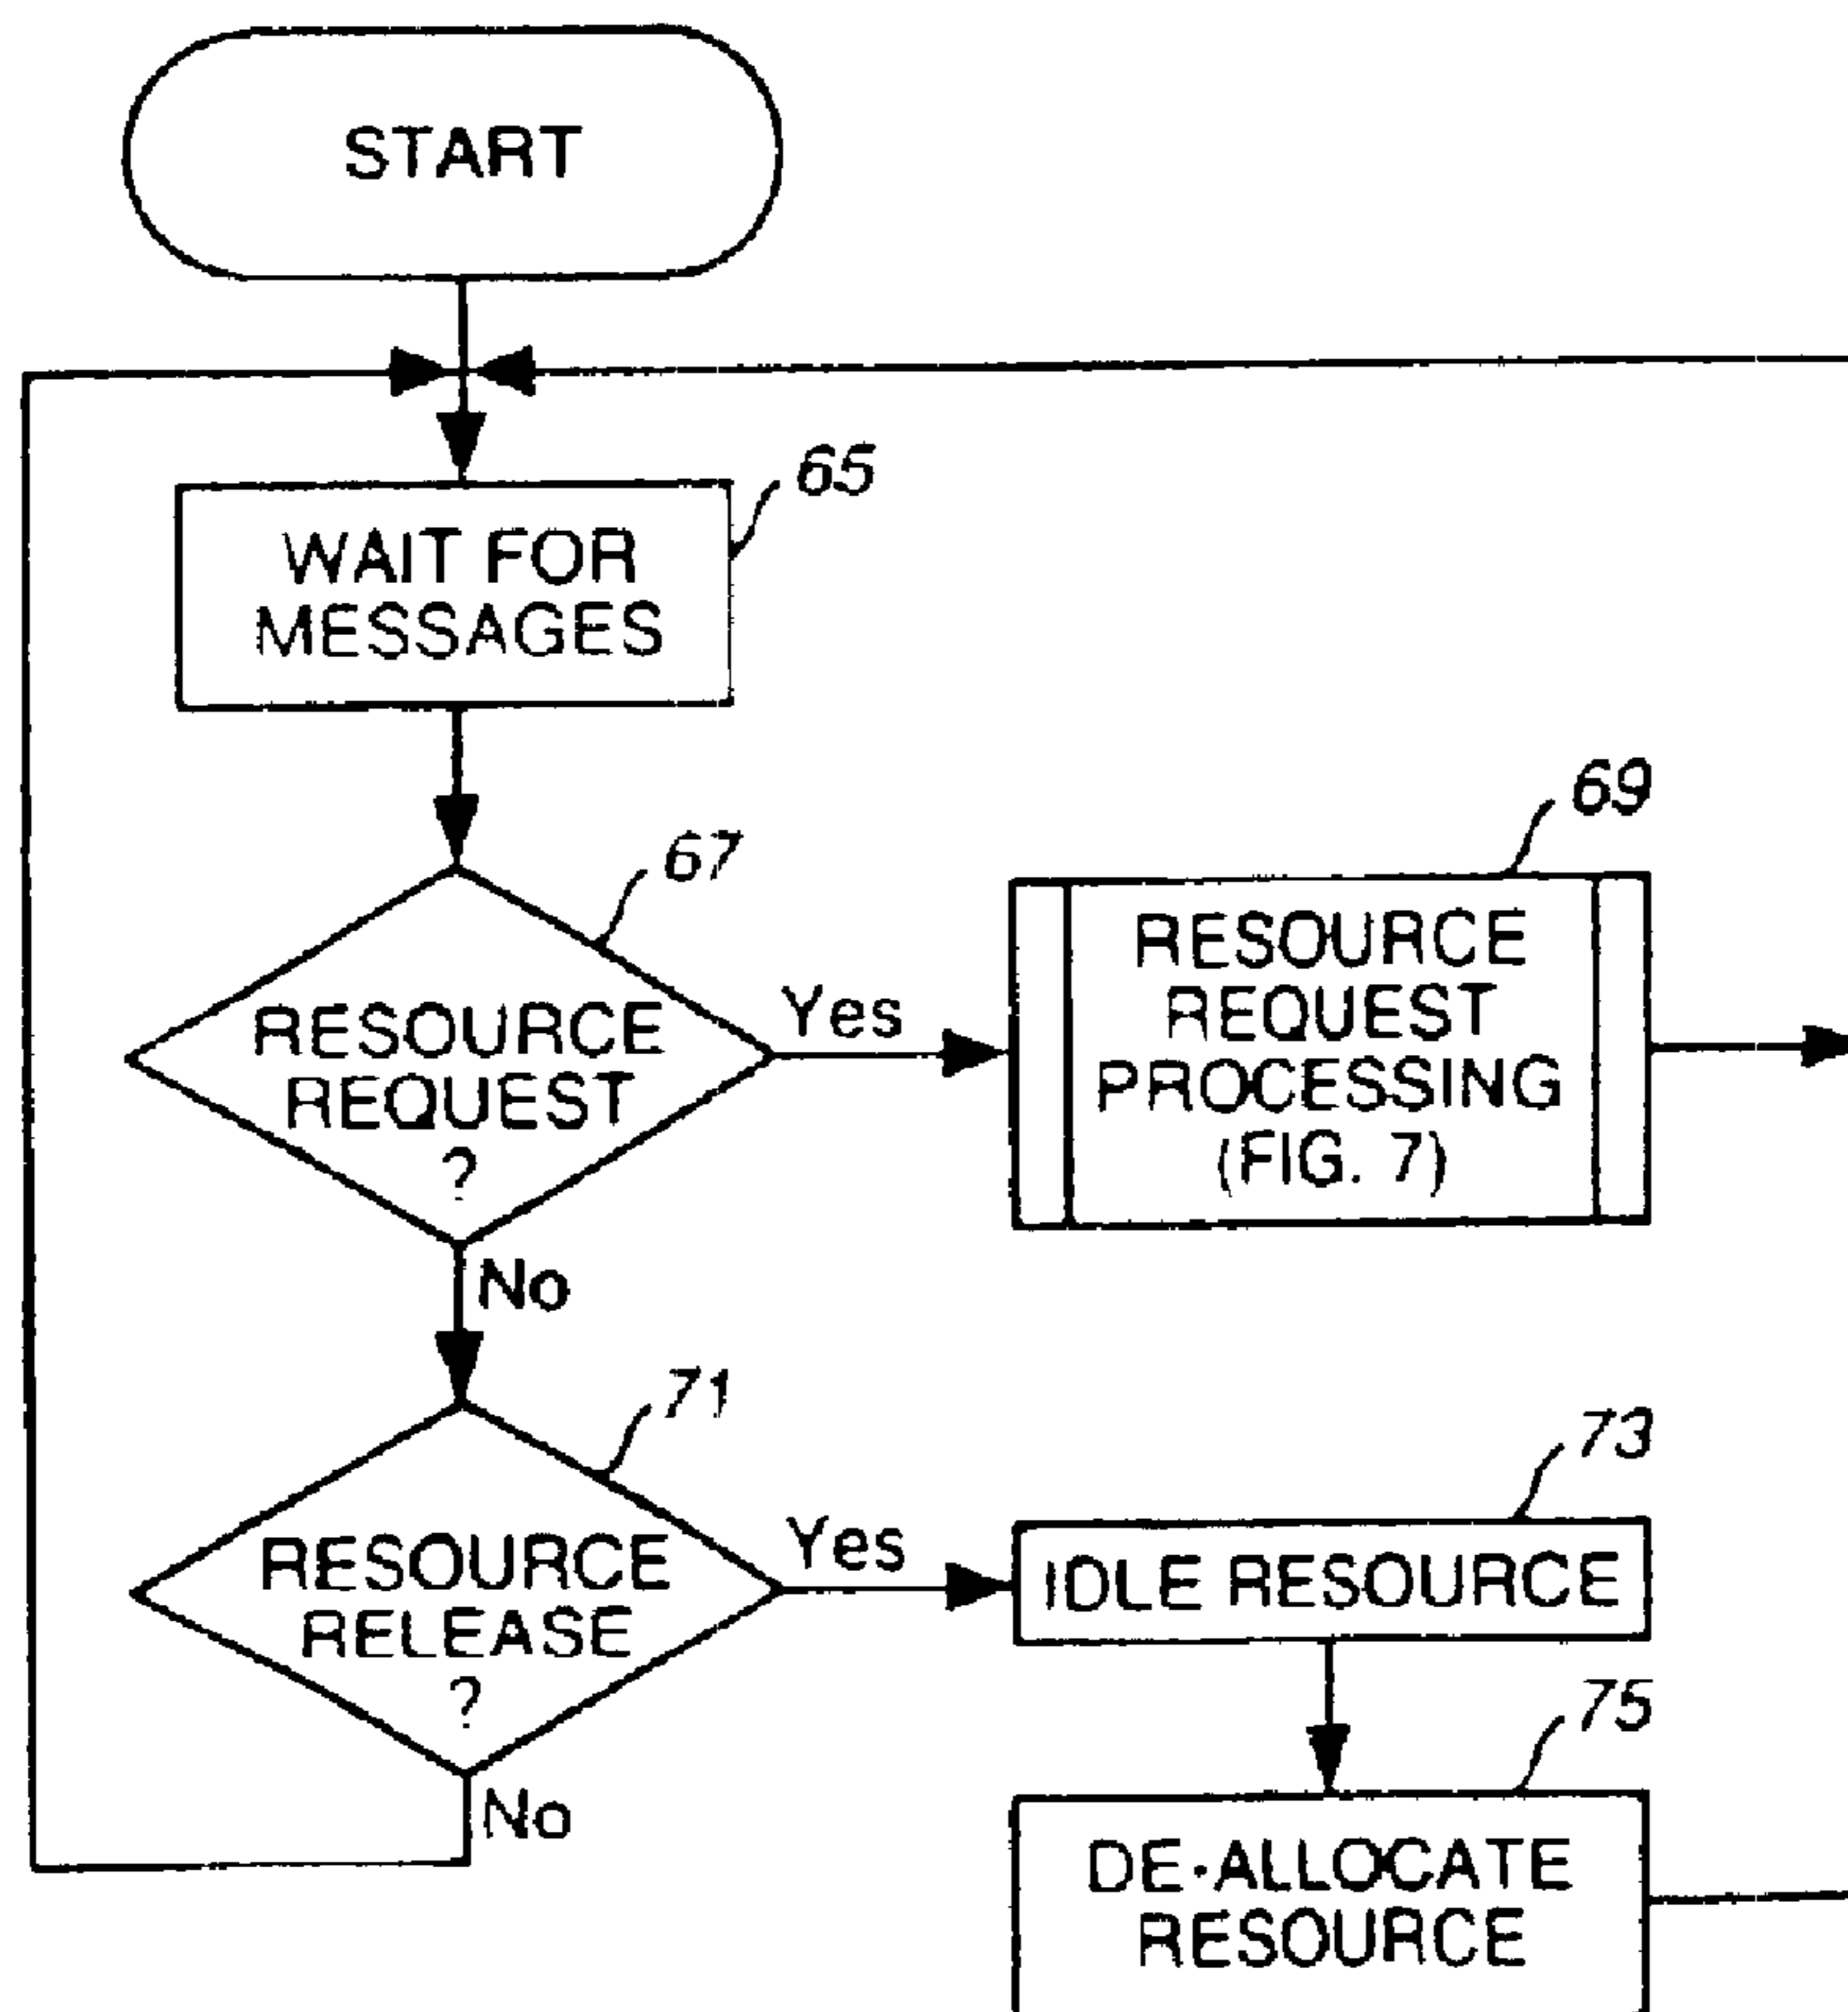 START
65
WAIT FOR
MESSAGES
67
RESOURCE
REQUEST
?
Yes
No
69
RESOURCE
REQUEST
PROCESSING
(FIG. 7)
71
RESOURCE
RELEASE
?
Yes
No
73
IDLE RESOURCE
75
DE-ALLOCATE
RESOURCE